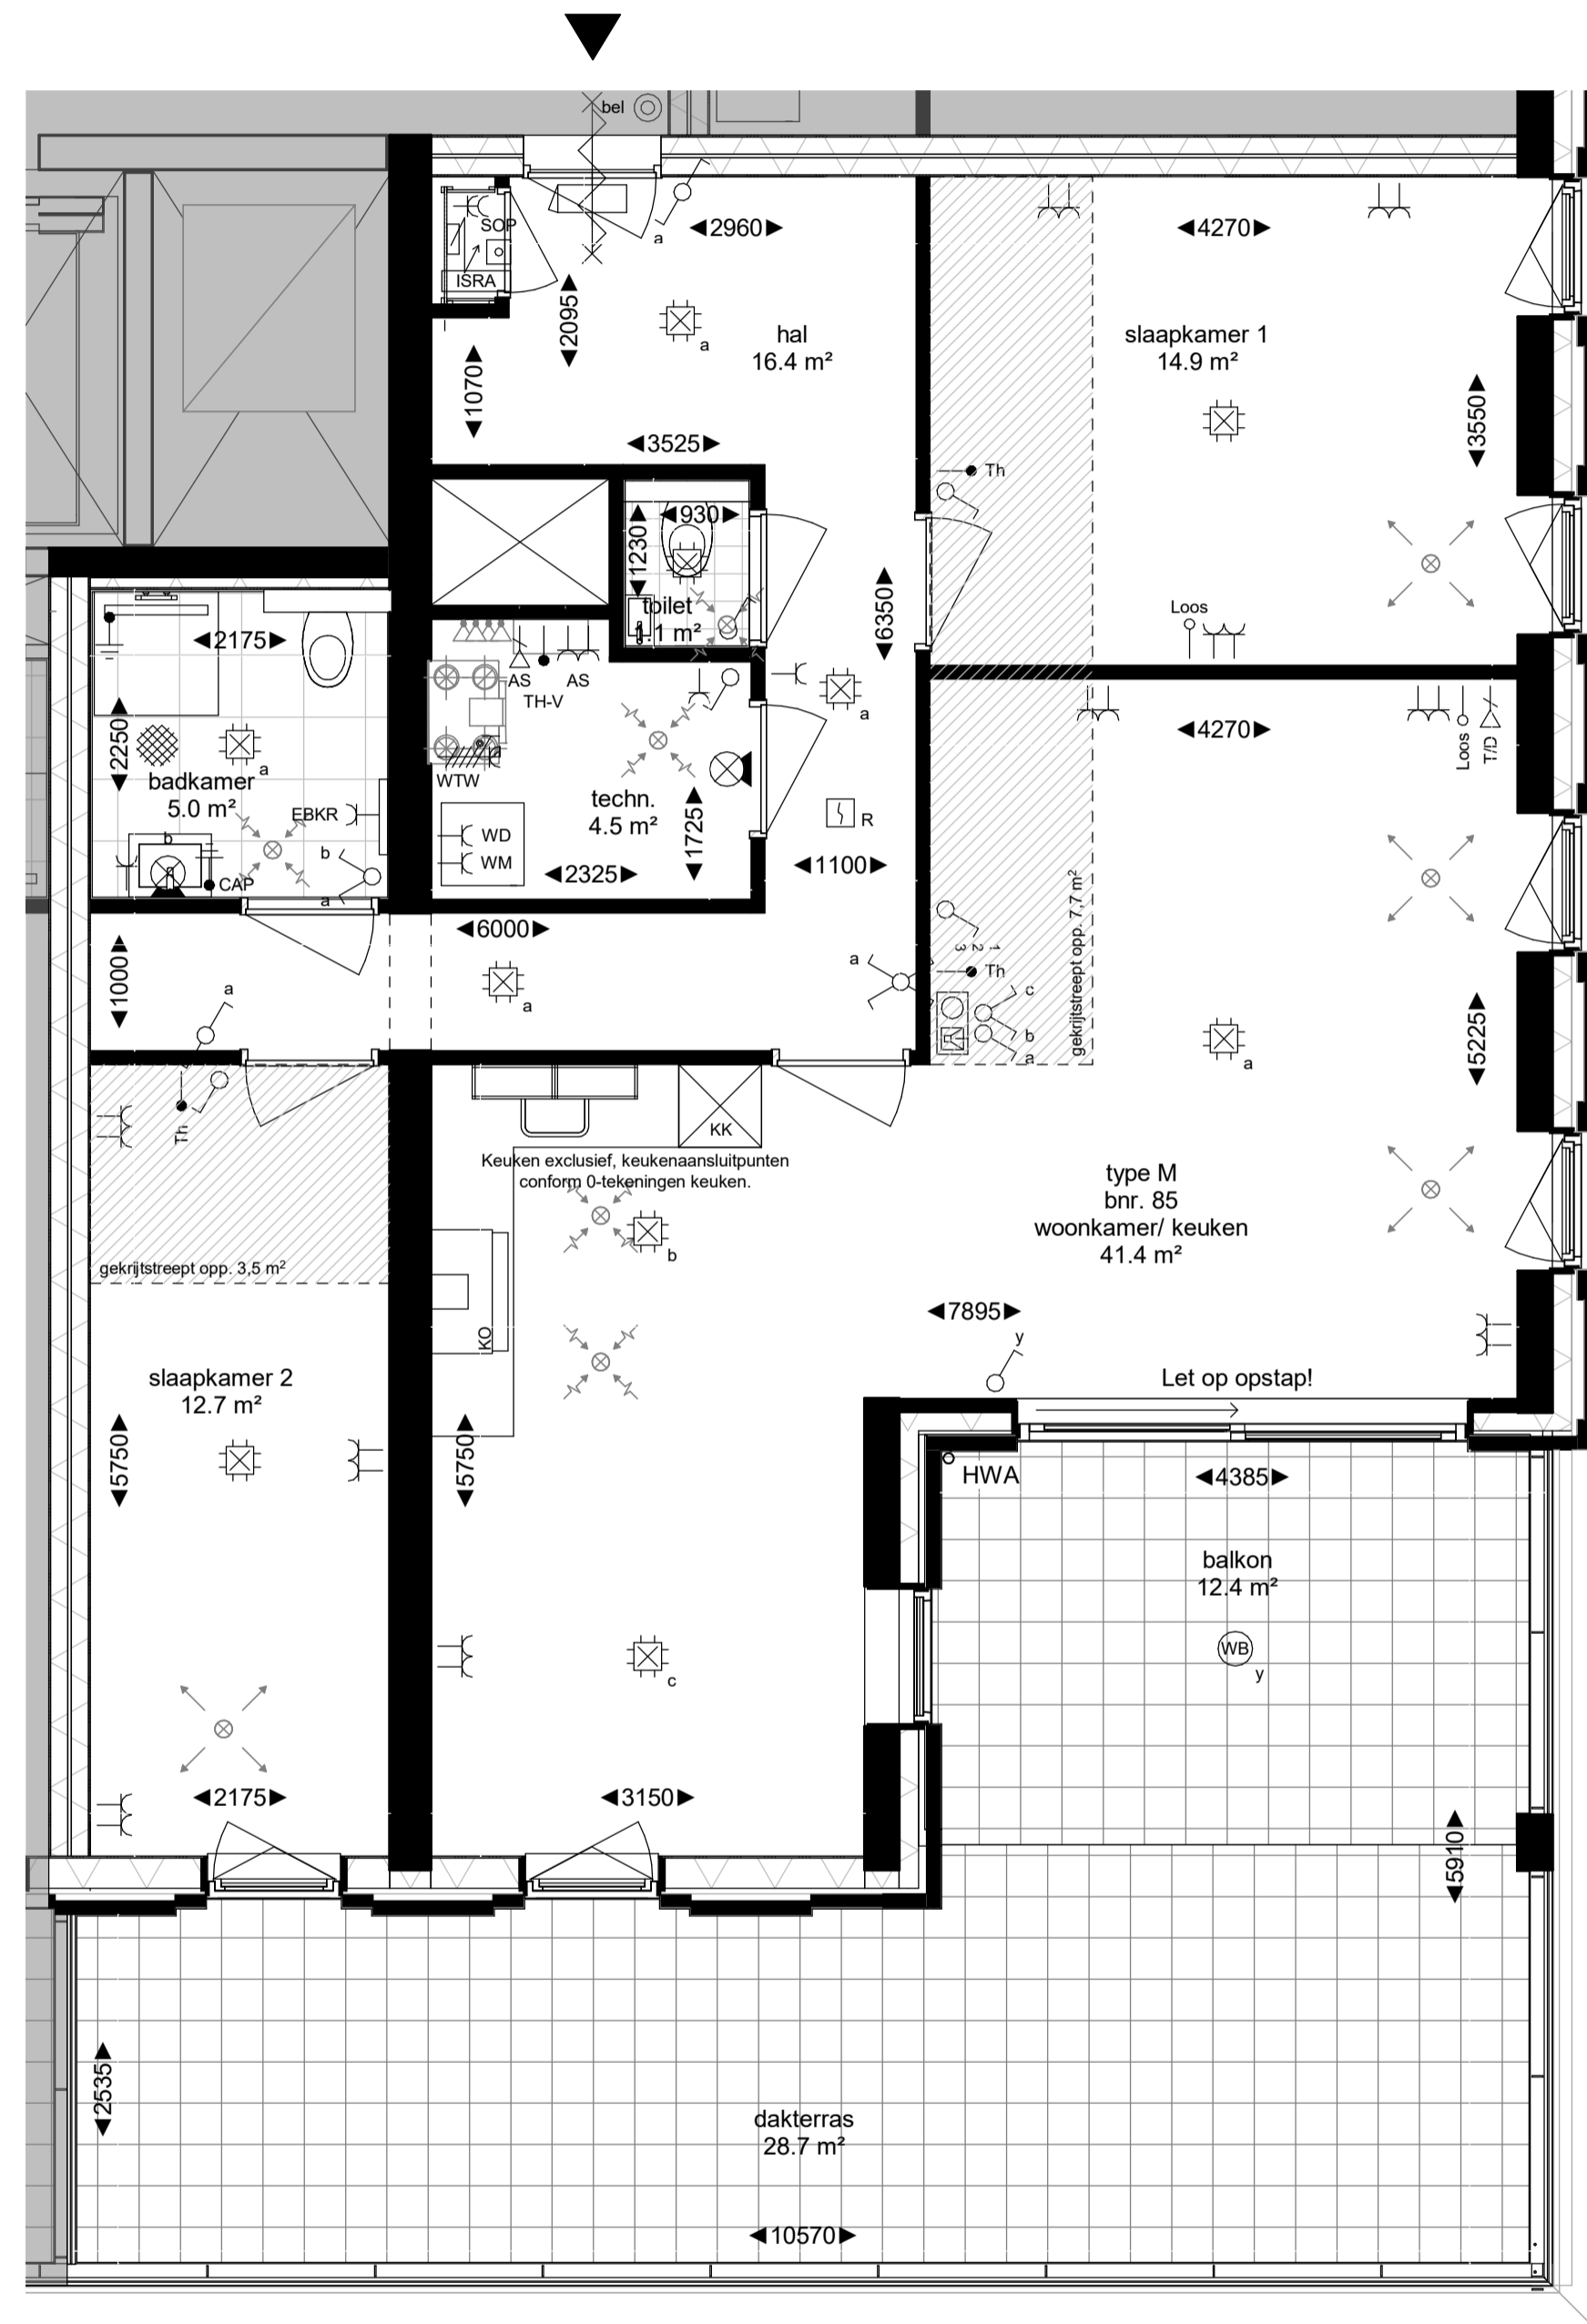 bel
SOP
ISRA
a
2960
4270
2095
hal
16.4 m²
a
slaapkamer 1
14.9 m²
1070
3550
3525
Th
930
1230
toilet
1.1 m²
6350
Loos
2175
AS
TH-V
AS
a
4270
Loos
T/D
2250
badkamer
5.0 m²
a
WTW
techn.
4.5 m²
1725
EBKR
R
b
b
a
CAP
WD
WM
2325
1100
gekrijtstreept opp. 7,7 m²
6000
1 2 3
1000
a
a
a
Th
c
b
a
a
5225
Th
KK
Keuken exclusief, keukenaansluitpunten
conform 0-tekeningen keuken.
type M
bnr. 85
woonkamer/ keuken
41.4 m²
b
gekrijtstreept opp. 3,5 m²
KO
7895
y
slaapkamer 2
12.7 m²
Let op opstap!
5750
5750
HWA
4385
balkon
12.4 m²
WB
y
c
2175
3150
5910
2535
dakterras
28.7 m²
10570